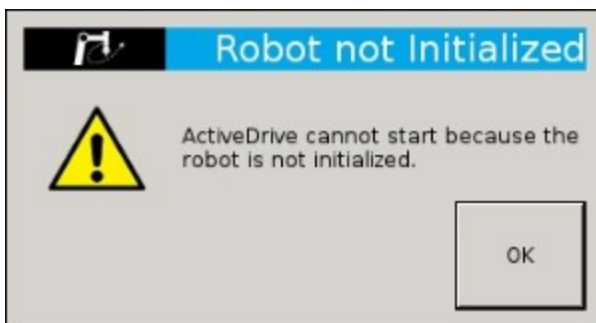 Robot not Initialized
ActiveDrive cannot start because the
robot is not initialized.
OK